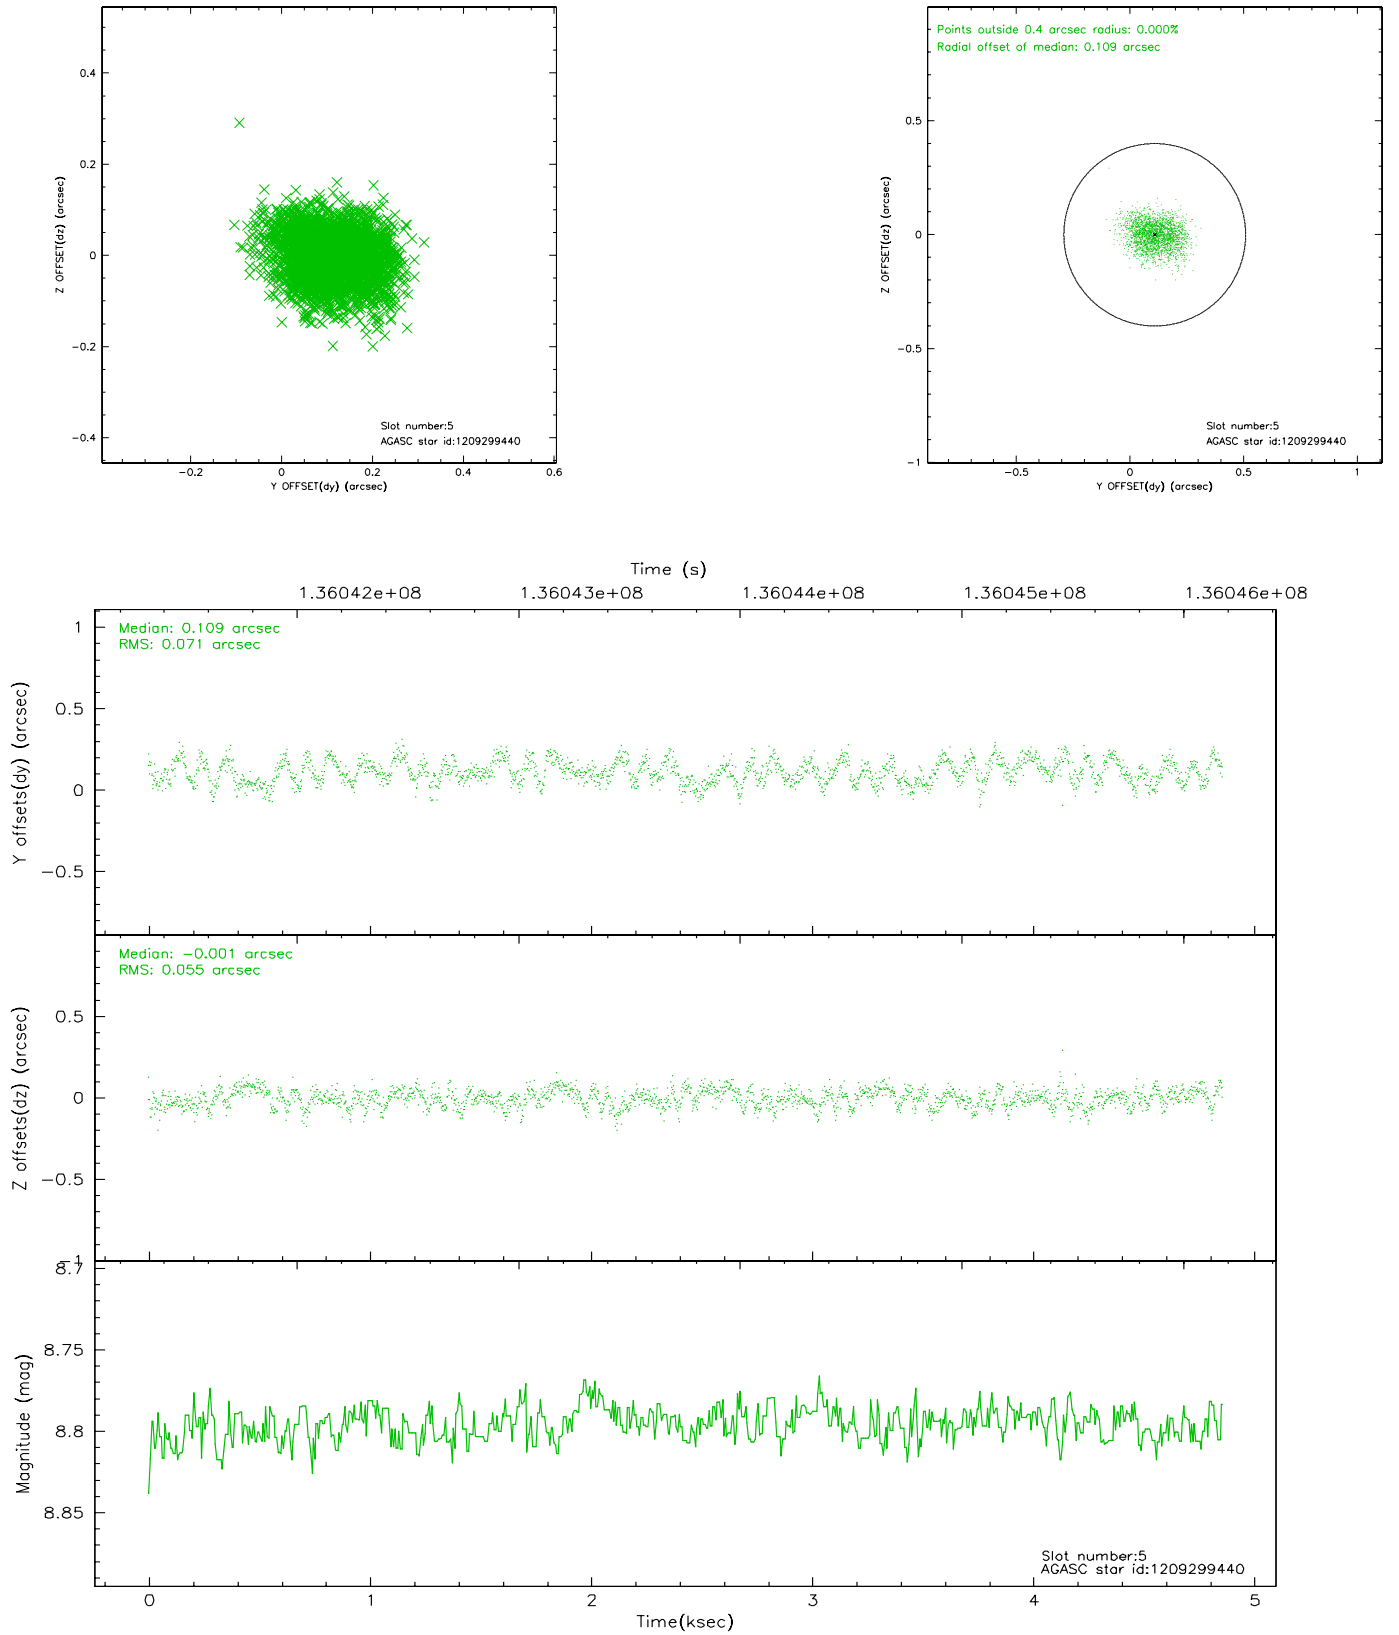 0.4
0.2
0
−0.2
−0.4
Z OFFSET(dz) (arcsec)
Slot number:5
AGASC star id:1209299440
−0.2 0 0.2 0.4 0.6
Y OFFSET(dy) (arcsec)
Points outside 0.4 arcsec radius: 0.000%
Radial offset of median: 0.109 arcsec
0.5
0
−0.5
−1
Z OFFSET(dz) (arcsec)
Slot number:5
AGASC star id:1209299440
−0.5 0 0.5 1
Y OFFSET(dy) (arcsec)
Time (s)
1.36042e+08 1.36043e+08 1.36044e+08 1.36045e+08 1.36046e+08
Median: 0.109 arcsec
RMS: 0.071 arcsec
1
0.5
0
−0.5
Y offsets(dy) (arcsec)
Median: −0.001 arcsec
RMS: 0.055 arcsec
0.5
0
−0.5
−1
Z offsets(dz) (arcsec)
8.7
8.75
8.8
8.85
Magnitude (mag)
Slot number:5
AGASC star id:1209299440
0 1 2 3 4 5
Time(ksec)